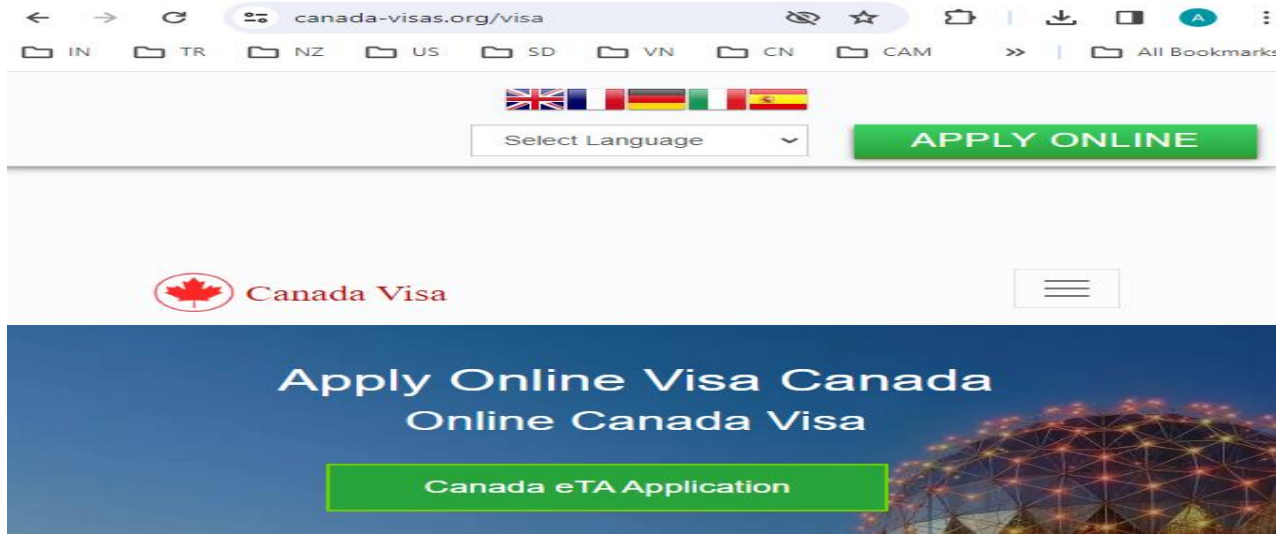 canada-visas.org/visa
IN TR NZ US SD VN CN CAM » All Bookmarks
Select Language
APPLY ONLINE
Canada Visa
Apply Online Visa Canada
Online Canada Visa
Canada eTA Application